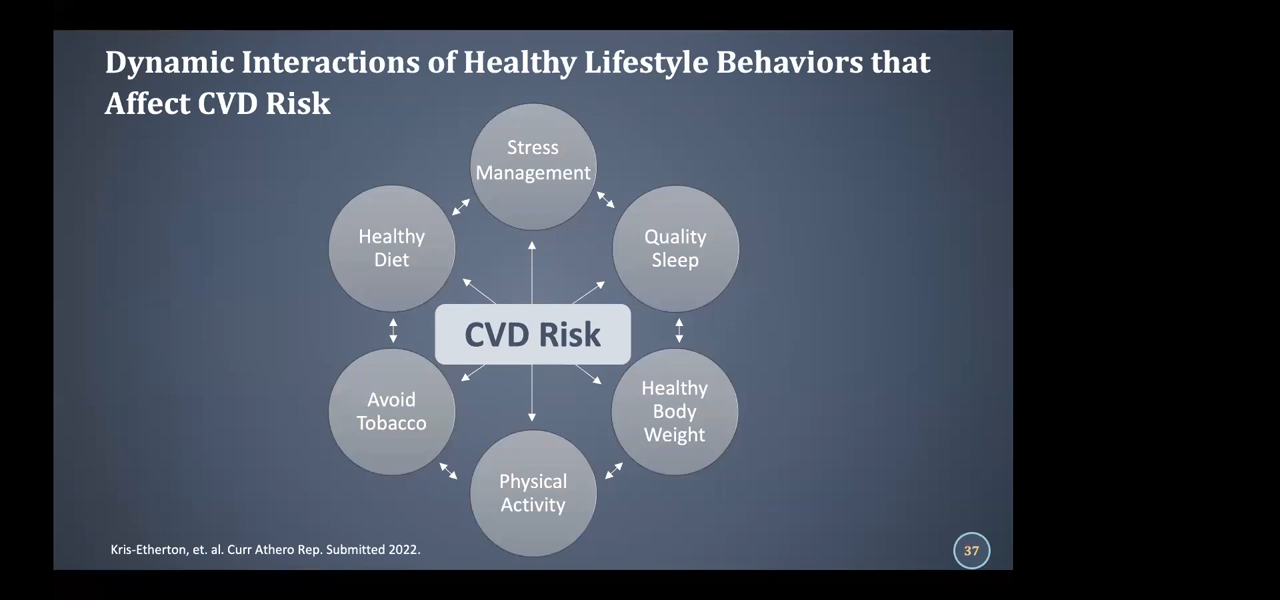 Dynamic Interactions of Healthy Lifestyle Behaviors that
Affect CVD Risk
Stress
Management
Healthy
Diet
Quality
Sleep
CVD Risk
Avoid
Tobacco
Healthy
Body
Weight
Physical
Activity
Kris-Etherton, et. al. Curr Athero Rep. Submitted 2022.
37